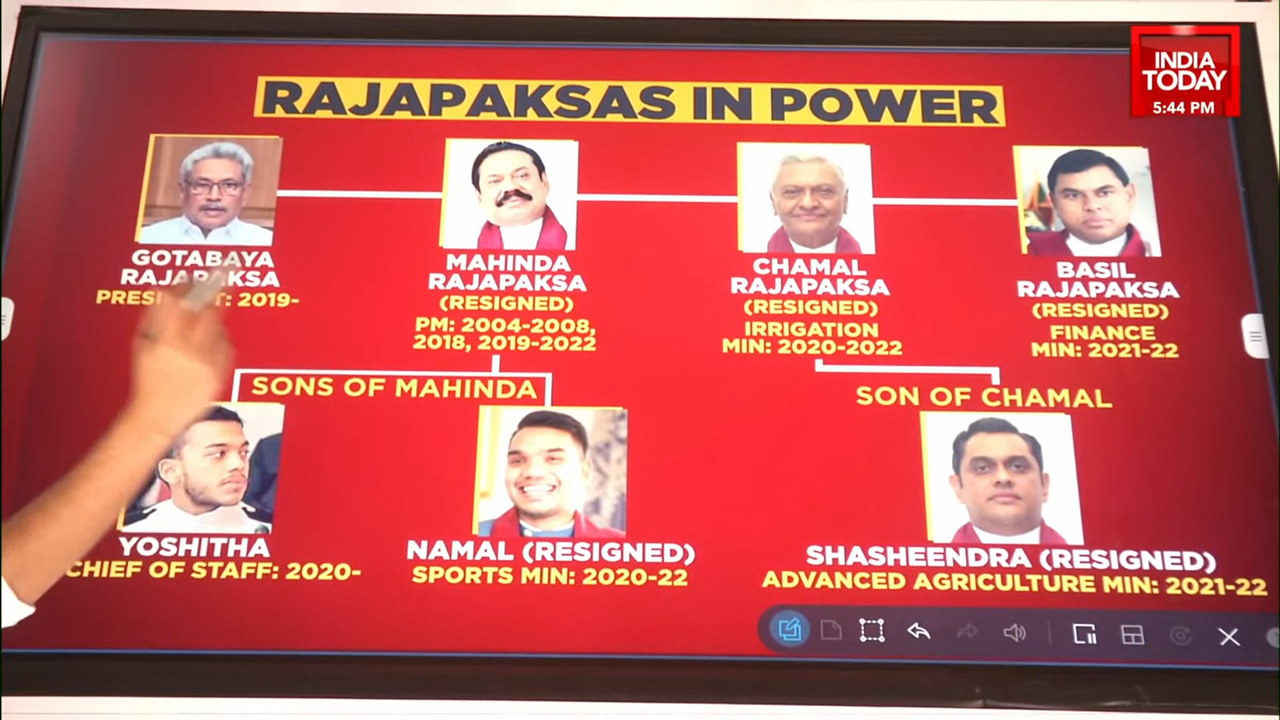 RAJAPAKSAS IN POWER
INDIA
TODAY
5:44 PM
GOTABAYA
RAJAPAKSA
2019-
MAHINDA
RAJAPAKSA
(RESIGNED)
PM: 2004-2008,
2018, 2019-2022
CHAMAL
RAJAPAKSA
(RESIGNED)
IRRIGATION
MIN: 2020-2022
BASIL
RAJAPAKSA
(RESIGNED)
FINANCE
MIN: 2021-22
SONS OF MAHINDA
SON OF CHAMAL
YOSHITHA
CHIEF OF STAFF: 2020-
NAMAL (RESIGNED)
SPORTS MIN: 2020-22
SHASHEENDRA (RESIGNED)
ADVANCED AGRICULTURE MIN: 2021-22